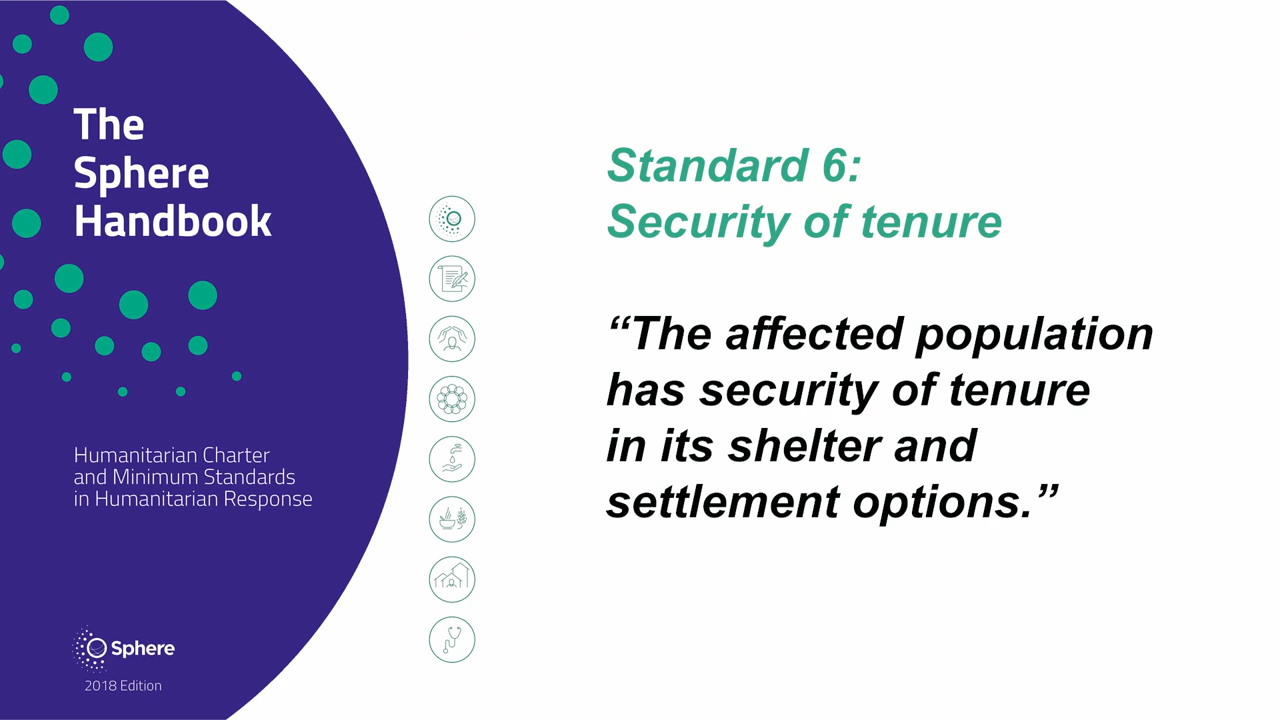 The
Sphere
Handbook
Humanitarian Charter
and Minimum Standards
in Humanitarian Response
Sphere
2018 Edition
Standard 6:
Security of tenure
“The affected population
has security of tenure
in its shelter and
settlement options.”